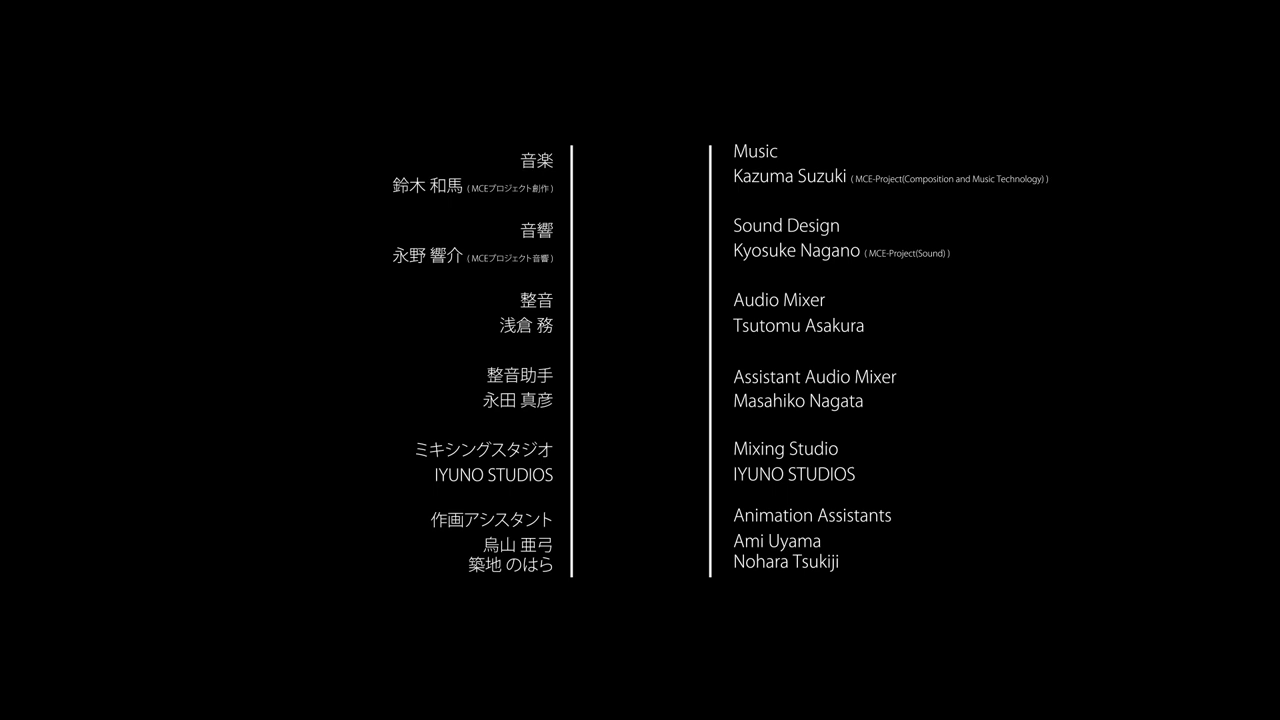 音楽
鈴木 和馬 ( MCEプロジェクト創作 )
音響
永野 響介 ( MCEプロジェクト音響 )
整音
浅倉 務
整音助手
永田 真彦
ミキシングスタジオ
IYUNO STUDIOS
作画アシスタント
烏山 亜弓
築地 のはら
Music
Kazuma Suzuki ( MCE-Project(Composition and Music Technology) )
Sound Design
Kyosuke Nagano ( MCE-Project(Sound) )
Audio Mixer
Tsutomu Asakura
Assistant Audio Mixer
Masahiko Nagata
Mixing Studio
IYUNO STUDIOS
Animation Assistants
Ami Uyama
Nohara Tsukiji